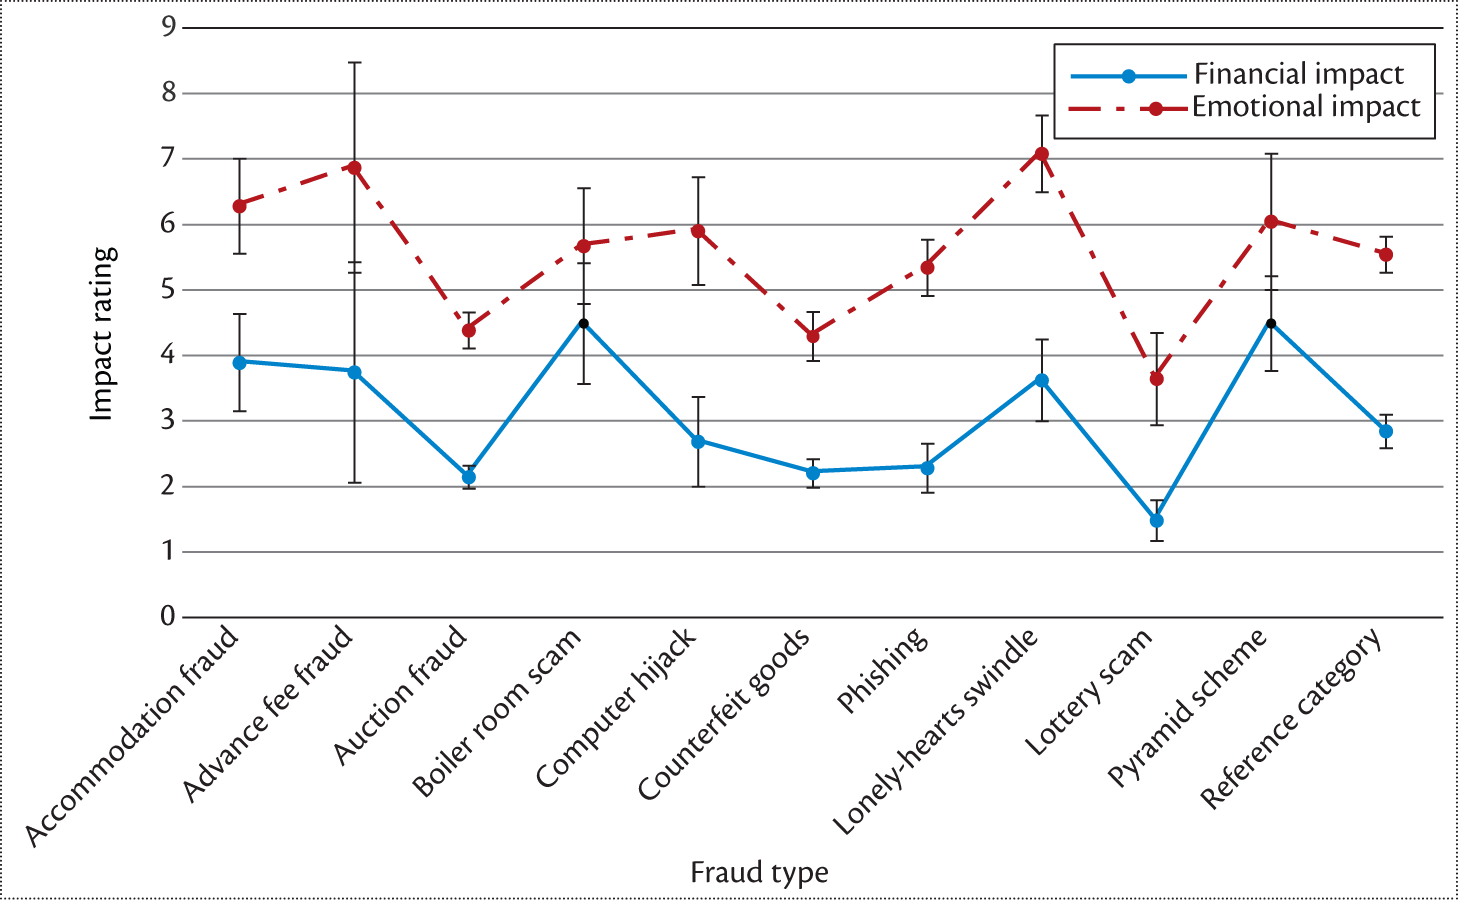 9
8
7
6
5
4
3
2
1
0
Impact rating
Financial impact
Emotional impact
Accommodation fraud
Advance fee fraud
Auction fraud
Boiler room scam
Computer hijack
Counterfeit goods
Phishing
Lonely-hearts swindle
Lottery scam
Pyramid scheme
Reference category
Fraud type